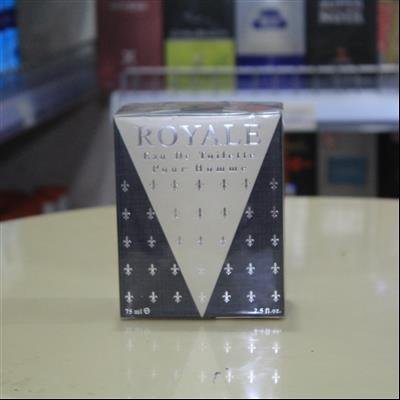 ROYALE
Eau De Toilette
Pour Homme
75 ml ℮ 2.5 fl.oz.